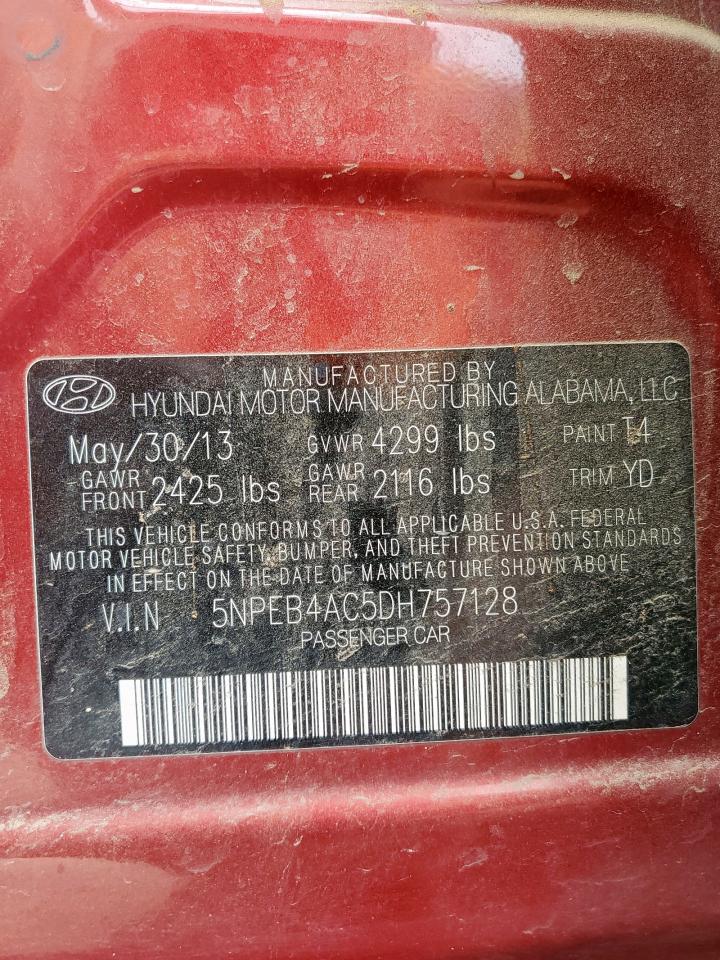 MANUFACTURED BY
HYUNDAI MOTOR MANUFACTURING ALABAMA, LLC
May/30/13 GVWR 4299 lbs PAINT T4
GAWR FRONT 2425 lbs GAWR REAR 2116 lbs TRIM YD
THIS VEHICLE CONFORMS TO ALL APPLICABLE U.S.A. FEDERAL
MOTOR VEHICLE SAFETY, BUMPER, AND THEFT PREVENTION STANDARDS
IN EFFECT ON THE DATE OF MANUFACTURE SHOWN ABOVE
V.I.N 5NPEB4AC5DH757128
PASSENGER CAR